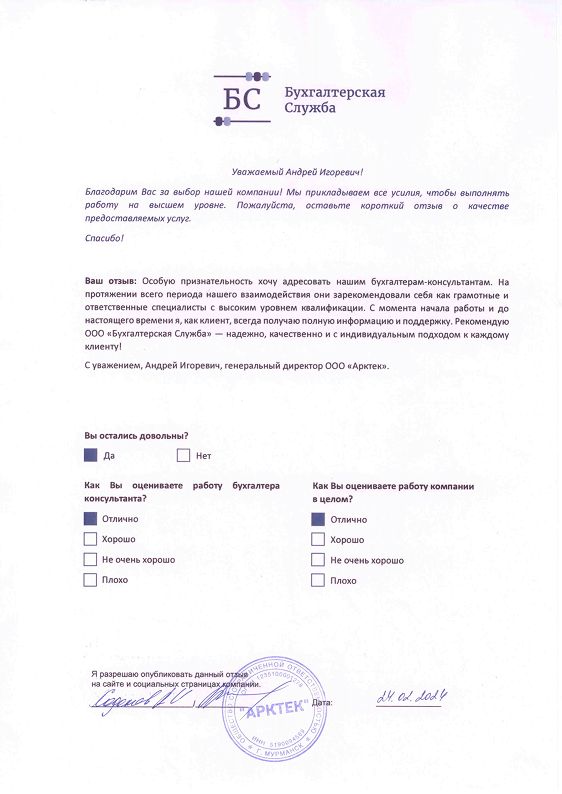 БС
Бухгалтерская
Служба
Уважаемый Андрей Игоревич!
Благодарим Вас за выбор нашей компании! Мы прикладываем все усилия, чтобы выполнять
работу на высшем уровне. Пожалуйста, оставьте короткий отзыв о качестве
предоставляемых услуг.
Спасибо!
Ваш отзыв: Особую признательность хочу адресовать нашим бухгалтерам-консультантам. На
протяжении всего периода нашего взаимодействия они зарекомендовали себя как грамотные и
ответственные специалисты с высоким уровнем квалификации. С момента начала работы и до
настоящего времени я, как клиент, всегда получаю полную информацию и поддержку. Рекомендую
ООО «Бухгалтерская Служба» — надежно, качественно и с индивидуальным подходом к каждому
клиенту!
С уважением, Андрей Игоревич, генеральный директор ООО «Арктек».
Вы остались довольны?
Да Нет
Как Вы оцениваете работу бухгалтера
консультанта?
Отлично
Хорошо
Не очень хорошо
Плохо
Как Вы оцениваете работу компании
в целом?
Отлично
Хорошо
Не очень хорошо
Плохо
Я разрешаю опубликовать данный отзыв
на сайте и социальных страницах компании.
Дата: 24.02.2024
ОБЩЕСТВО С ОГРАНИЧЕННОЙ ОТВЕТСТВЕННОСТЬЮ
"АРКТЕК"
ИНН
Г. МУРМАНСК